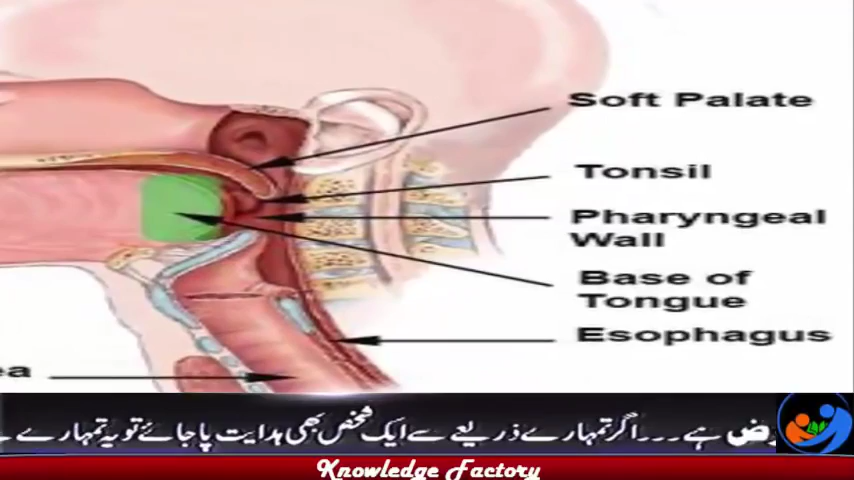 Soft Palate
Tonsil
Pharyngeal
Wall
Base of
Tongue
Esophagus
ea
ہے۔۔۔اگر تمہارے ذریعے سے ایک شخص بھی ہدایت پا جائے تو یہ تمہارے
Knowledge Factory